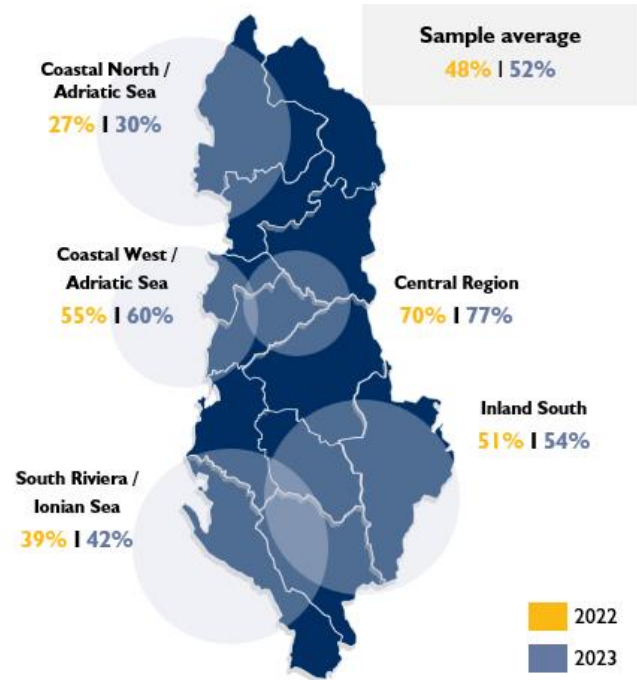 Sample average
48% | 52%
Coastal North /
Adriatic Sea
27% I 30%
Coastal West /
Adriatic Sea
55% I 60%
Central Region
70% I 77%
Inland South
51% I 54%
South Riviera /
Ionian Sea
39% I 42%
2022
2023